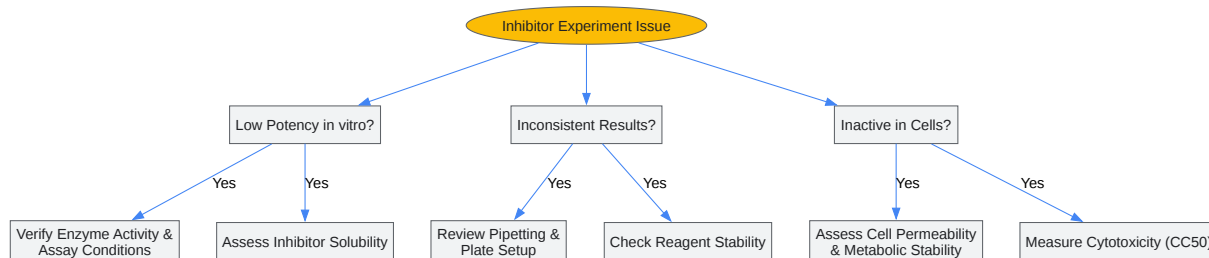 Inhibitor Experiment Issue
Low Potency in vitro?
Inconsistent Results?
Inactive in Cells?
Yes
Yes
Yes
Yes
Yes
Yes
Verify Enzyme Activity &
Assay Conditions
Assess Inhibitor Solubility
Review Pipetting &
Plate Setup
Check Reagent Stability
Assess Cell Permeability
& Metabolic Stability
Measure Cytotoxicity (CC50)